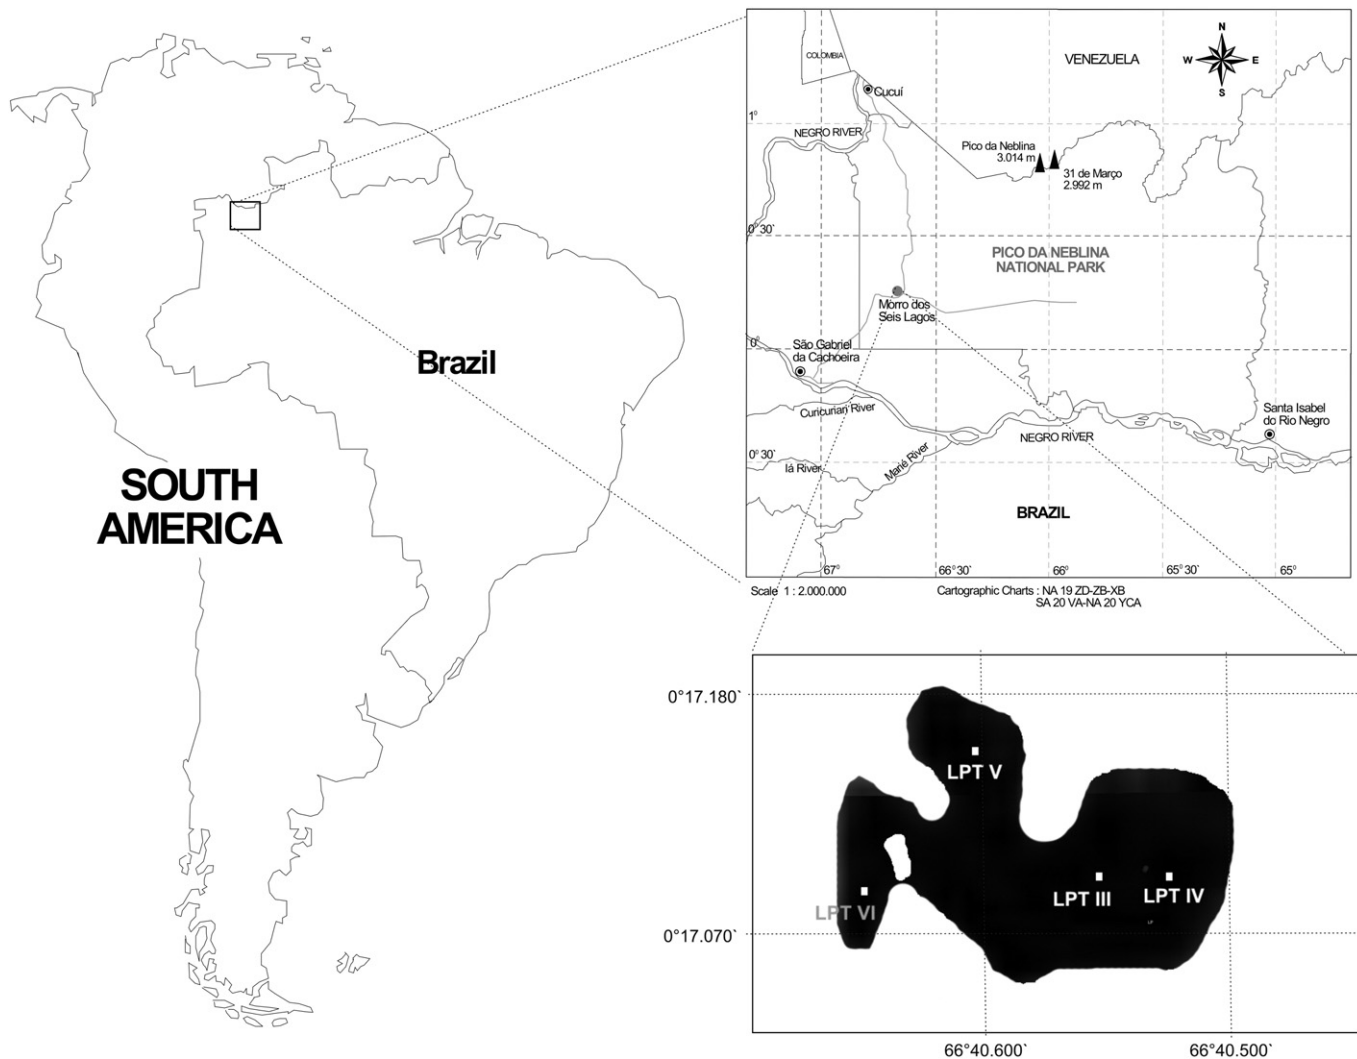 Brazil
SOUTH
AMERICA
COLOMBIA
VENEZUELA
N
W
E
S
Cucuí
1°
NEGRO RIVER
Pico da Neblina
3.014 m
31 de Março
2.992 m
0°30'
PICO DA NEBLINA
NATIONAL PARK
Morro dos
Seis Lagos
0°
São Gabriel
da Cachoeira
Curicuriari River
Santa Isabel
do Rio Negro
NEGRO RIVER
0°30'
Iá River
Marié River
BRAZIL
67°
66°30'
66°
65°30'
65°
Scale 1 : 2.000.000
Cartographic Charts : NA 19 ZD-ZB-XB
SA 20 VA-NA 20 YCA
0°17.180`
LPT V
LPT III
LPT IV
LPT VI
0°17.070`
66°40.600`
66°40.500`